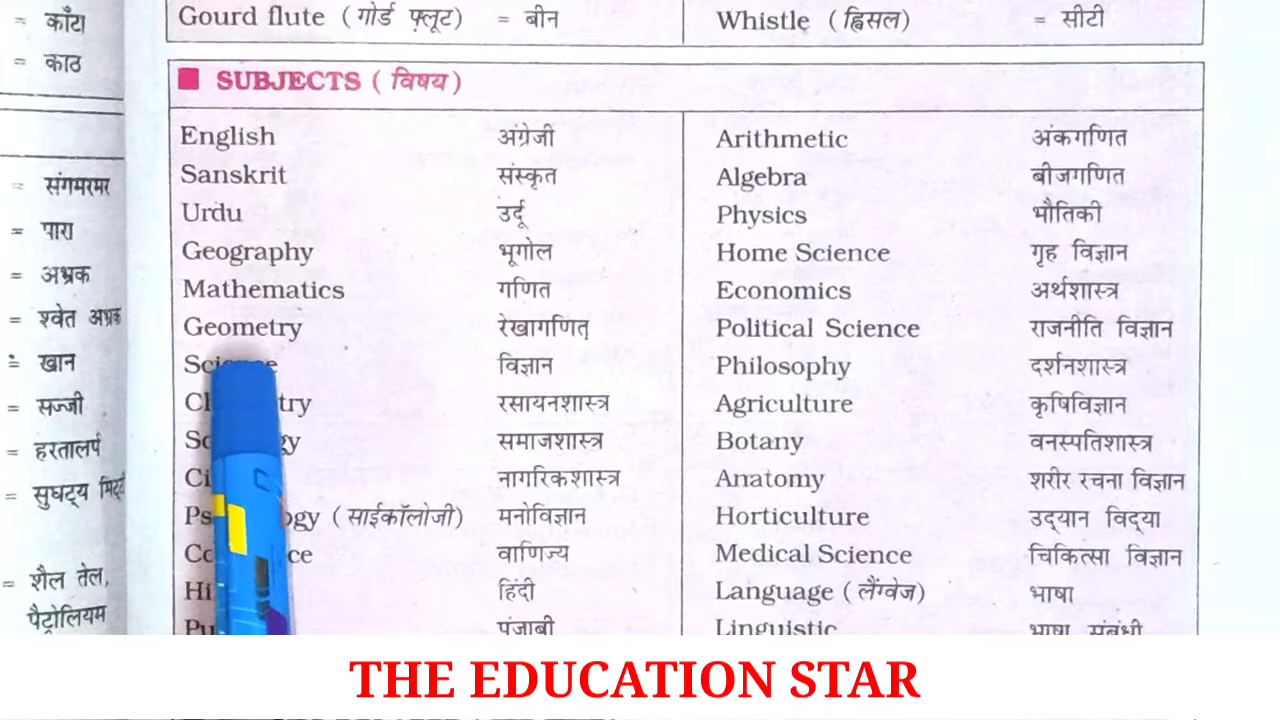 = काँटा
= काठ
= संगमरमर
= पारा
= अभ्रक
= श्वेत अभ्रक
= खान
= सज्जी
= हरतालर्प
= सुघट्य
= शैल तेल,
पैट्रोलियम
Gourd flute (गोर्ड फ़्लूट) = बीन Whistle (ह्विसल) = सीटी
SUBJECTS (विषय)
English अंग्रेजी Arithmetic अंकगणित
Sanskrit संस्कृत Algebra बीजगणित
Urdu उर्दू Physics भौतिकी
Geography भूगोल Home Science गृह विज्ञान
Mathematics गणित Economics अर्थशास्त्र
Geometry रेखागणित् Political Science राजनीति विज्ञान
Science विज्ञान Philosophy दर्शनशास्त्र
रसायनशास्त्र Agriculture कृषिविज्ञान
समाजशास्त्र Botany वनस्पतिशास्त्र
नागरिकशास्त्र Anatomy शरीर रचना विज्ञान
(साईकॉलोजी) मनोविज्ञान Horticulture उद्यान विद्या
वाणिज्य Medical Science चिकित्सा विज्ञान
हिंदी Language (लैंग्वेज) भाषा
पंजाबी Linguistic भाषा संबंधी
THE EDUCATION STAR